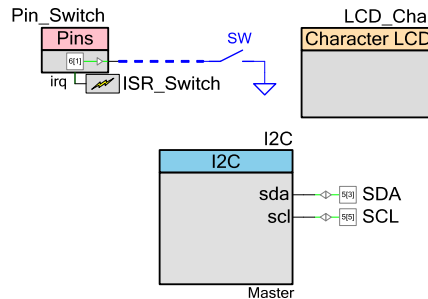 Pin_Switch
LCD_Cha
Pins
SW
Character LCD
6[1]
irq
ISR_Switch
I2C
I2C
sda
5[3]
SDA
scl
5[5]
SCL
Master